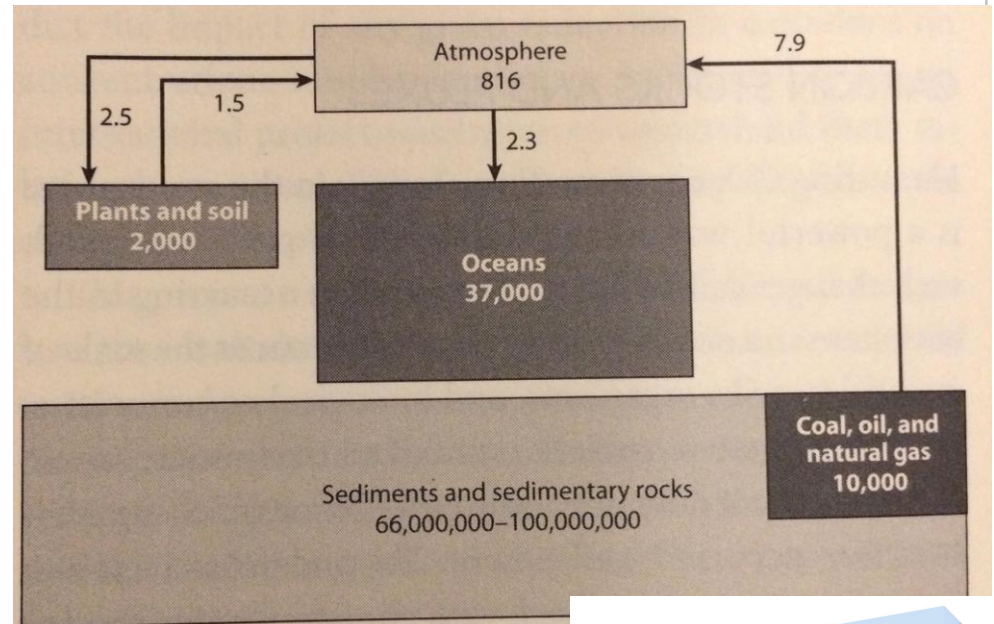 Atmosphere
816
7.9
2.5
1.5
2.3
Plants and soil
2,000
Oceans
37,000
Coal, oil, and
natural gas
10,000
Sediments and sedimentary rocks
66,000,000–100,000,000